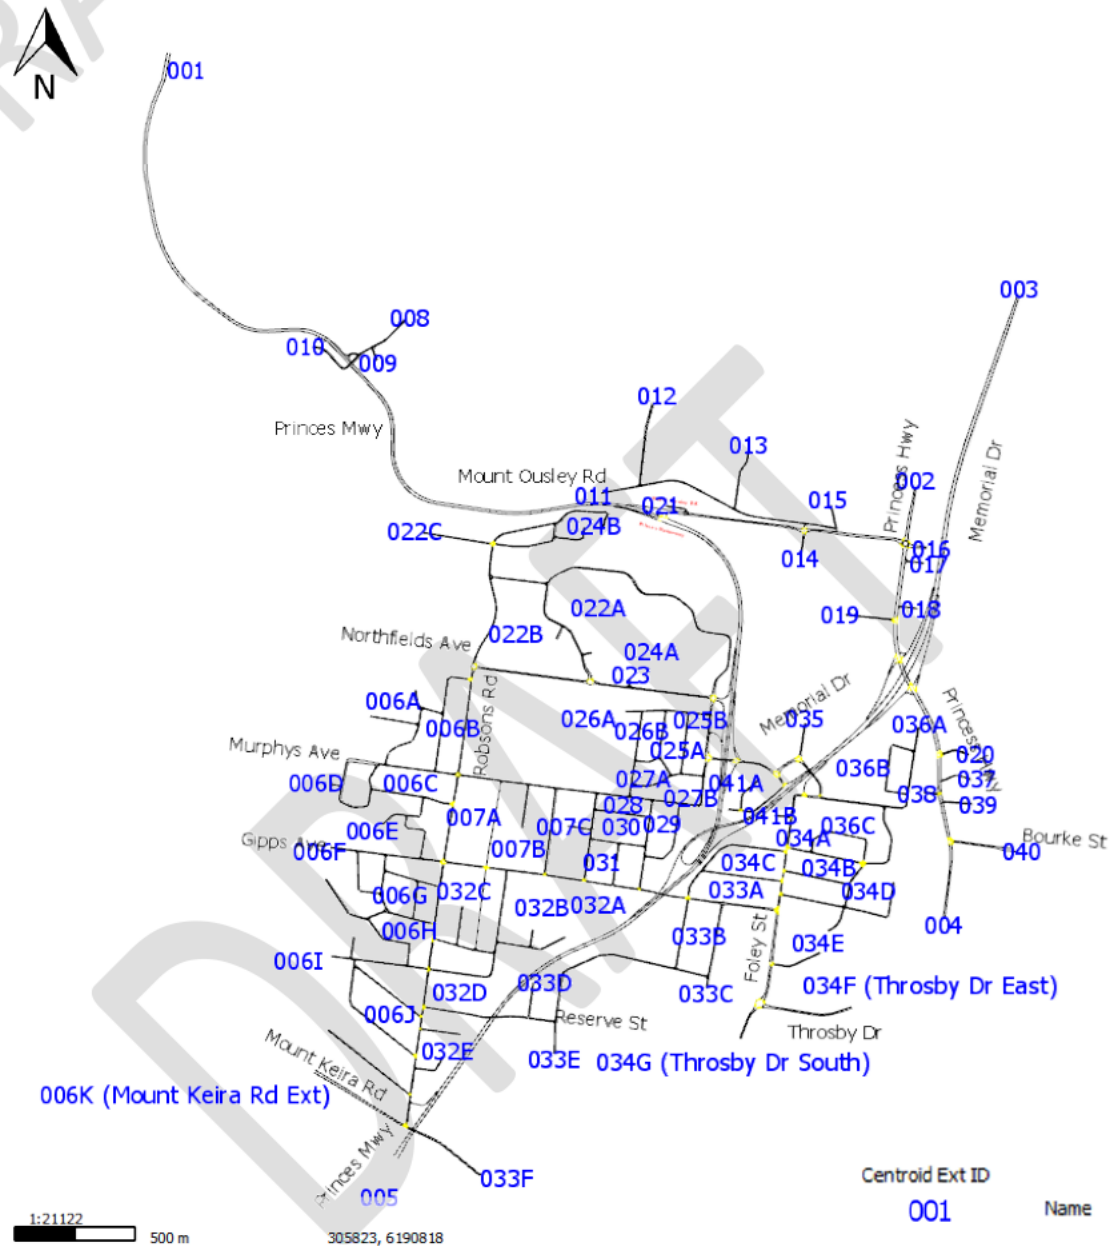 DRAFT
N
001
003
008
010
009
012
Princes Mwy
013
Princess Hwy
Memorial Dr
Mount Ousley Rd
002
011
021
015
022C
024B
016
014
017
022A
019
018
022B
Northfields Ave
024A
023
Memorial Dr
Princess Hwy
006A
Robsons Rd
026A
025B
035
036A
006B
026B
Murphys Ave
025A
020
006D
006C
027A
041A
036B
037
028
027B
038
039
007A
041B
006E
007C
030
029
036C
034A
Bourke St
Gipps Ave
006F
007B
031
034C
034B
040
006G
032C
033A
034D
032B
032A
004
006H
033B
034E
006I
Foley St
032D
033D
033C
034F (Throsby Dr East)
006J
Reserve St
Throsby Dr
032E
033E
034G (Throsby Dr South)
Mount Keira Rd
006K (Mount Keira Rd Ext)
Princes Mwy
033F
005
Centroid Ext ID
001
Name
1:21122
500 m
305823, 6190818